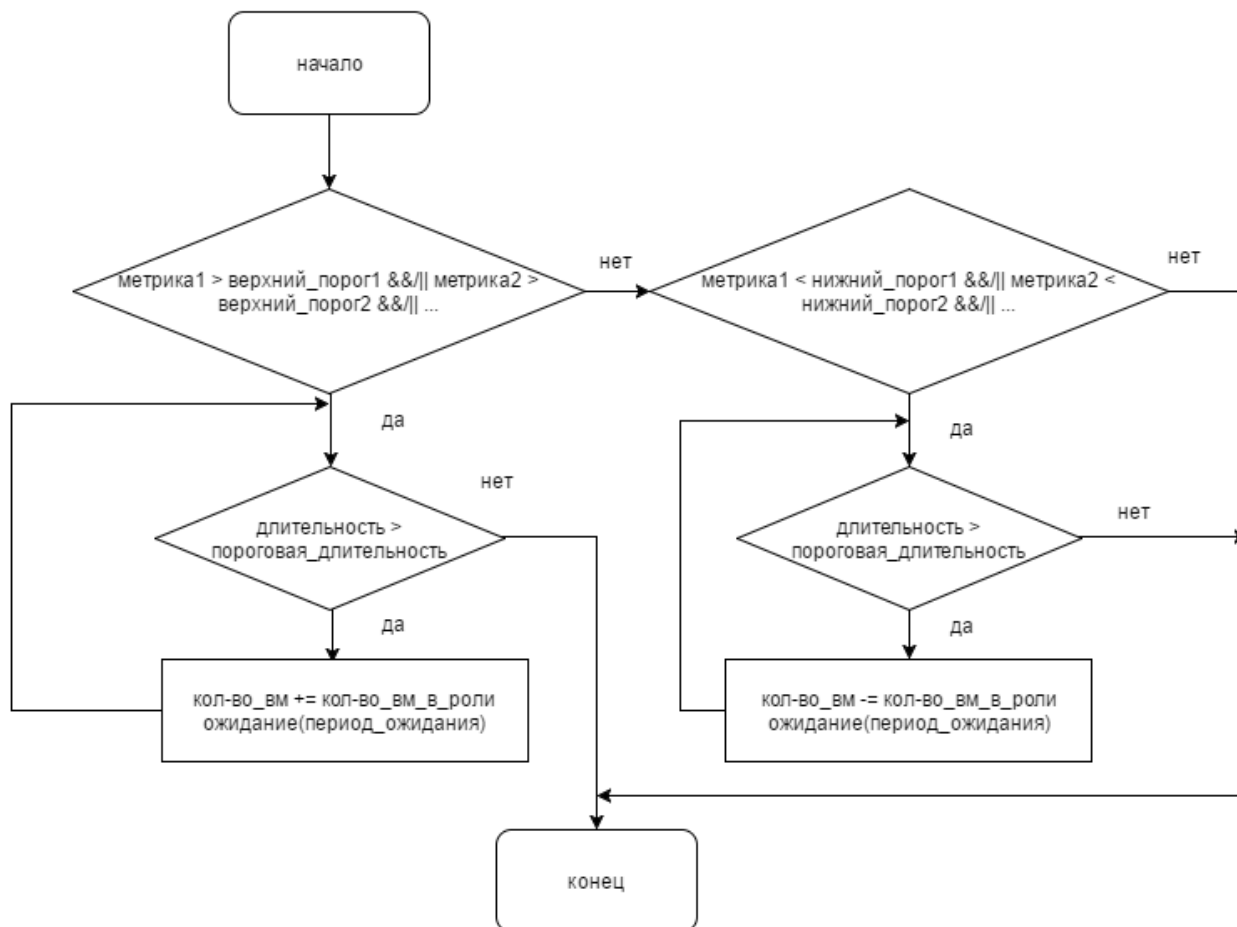 начало
метрика1 > верхний_порог1 &&/|| метрика2 >
верхний_порог2 &&/|| ...
нет
метрика1 < нижний_порог1 &&/|| метрика2 <
нижний_порог2 &&/|| ...
нет
да
да
длительность >
пороговая_длительность
нет
длительность >
пороговая_длительность
нет
да
да
кол-во_вм += кол-во_вм_в_роли
ожидание(период_ожидания)
кол-во_вм -= кол-во_вм_в_роли
ожидание(период_ожидания)
конец